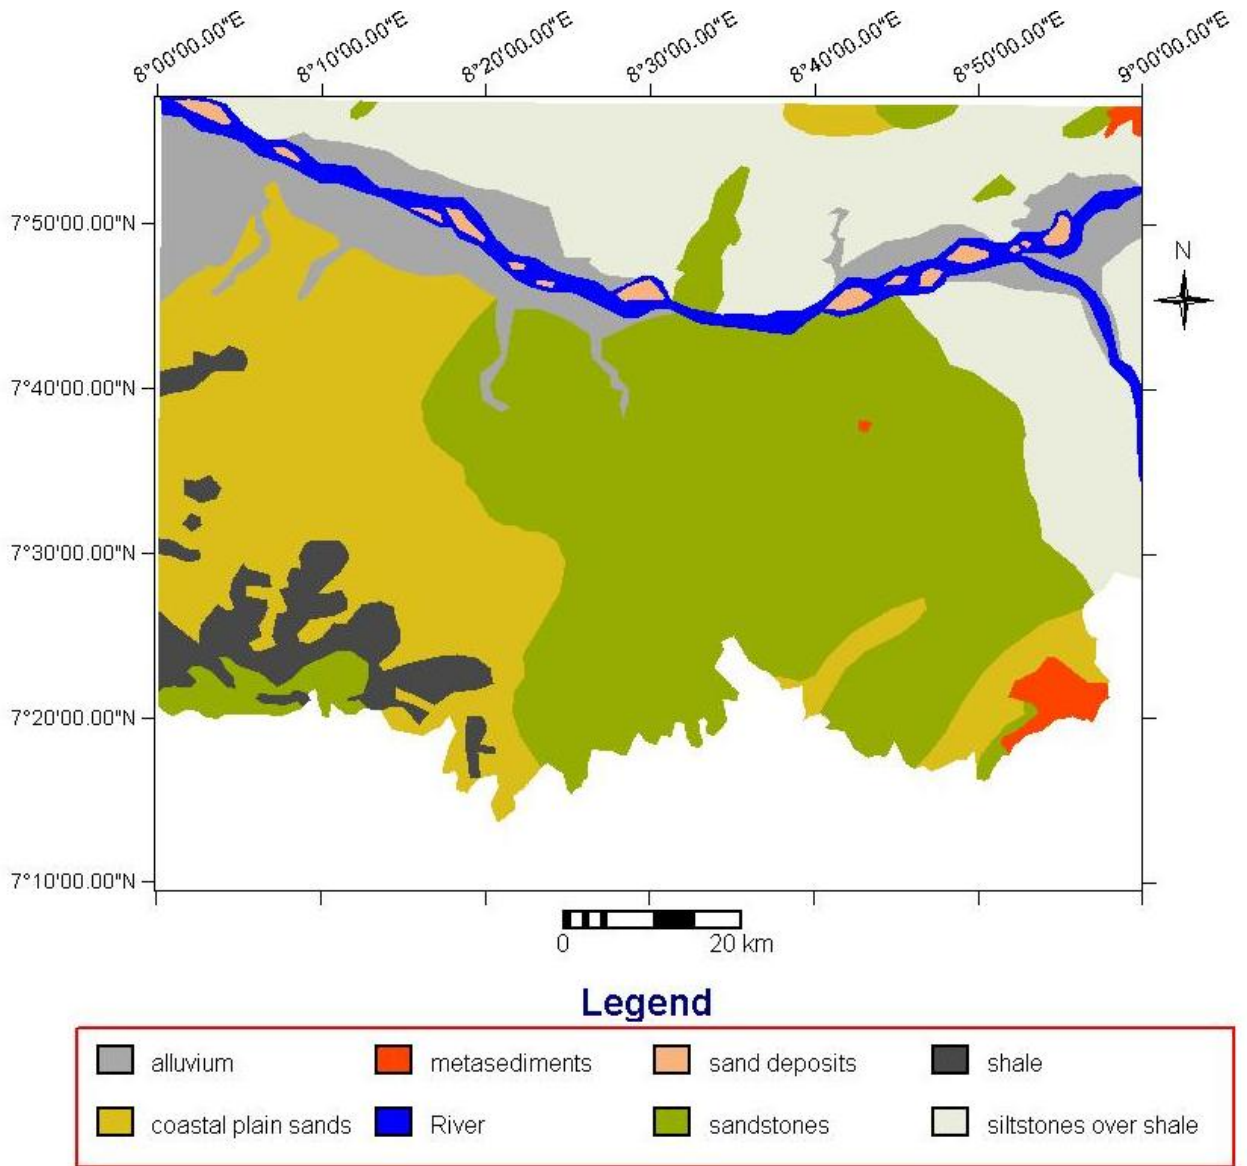 8°00'00.00"E
8°10'00.00"E
8°20'00.00"E
8°30'00.00"E
8°40'00.00"E
8°50'00.00"E
9°00'00.00"E
7°50'00.00"N
N
7°40'00.00"N
7°30'00.00"N
7°20'00.00"N
7°10'00.00"N
0 20 km
Legend
alluvium metasediments sand deposits shale
coastal plain sands River sandstones siltstones over shale